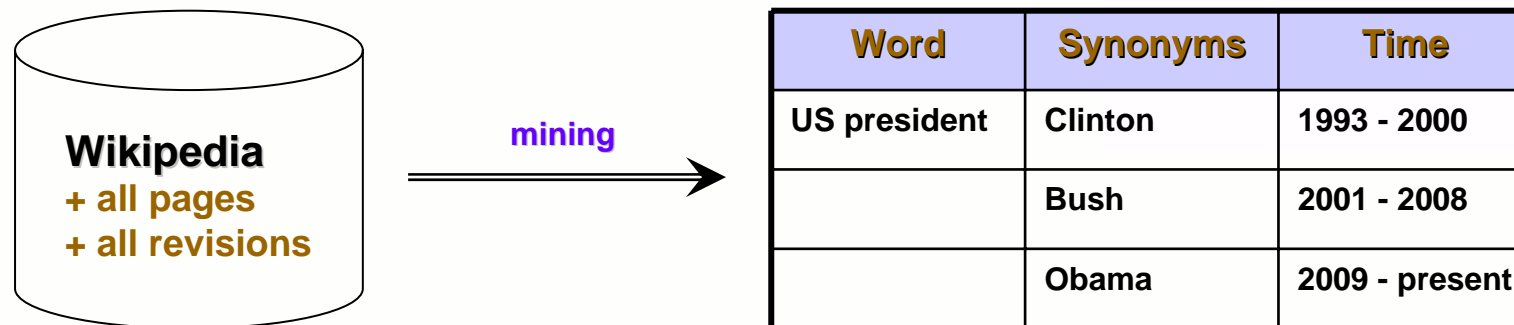 Wikipedia
+ all pages
+ all revisions
mining
Word Synonyms Time
US president Clinton 1993 - 2000
Bush 2001 - 2008
Obama 2009 - present